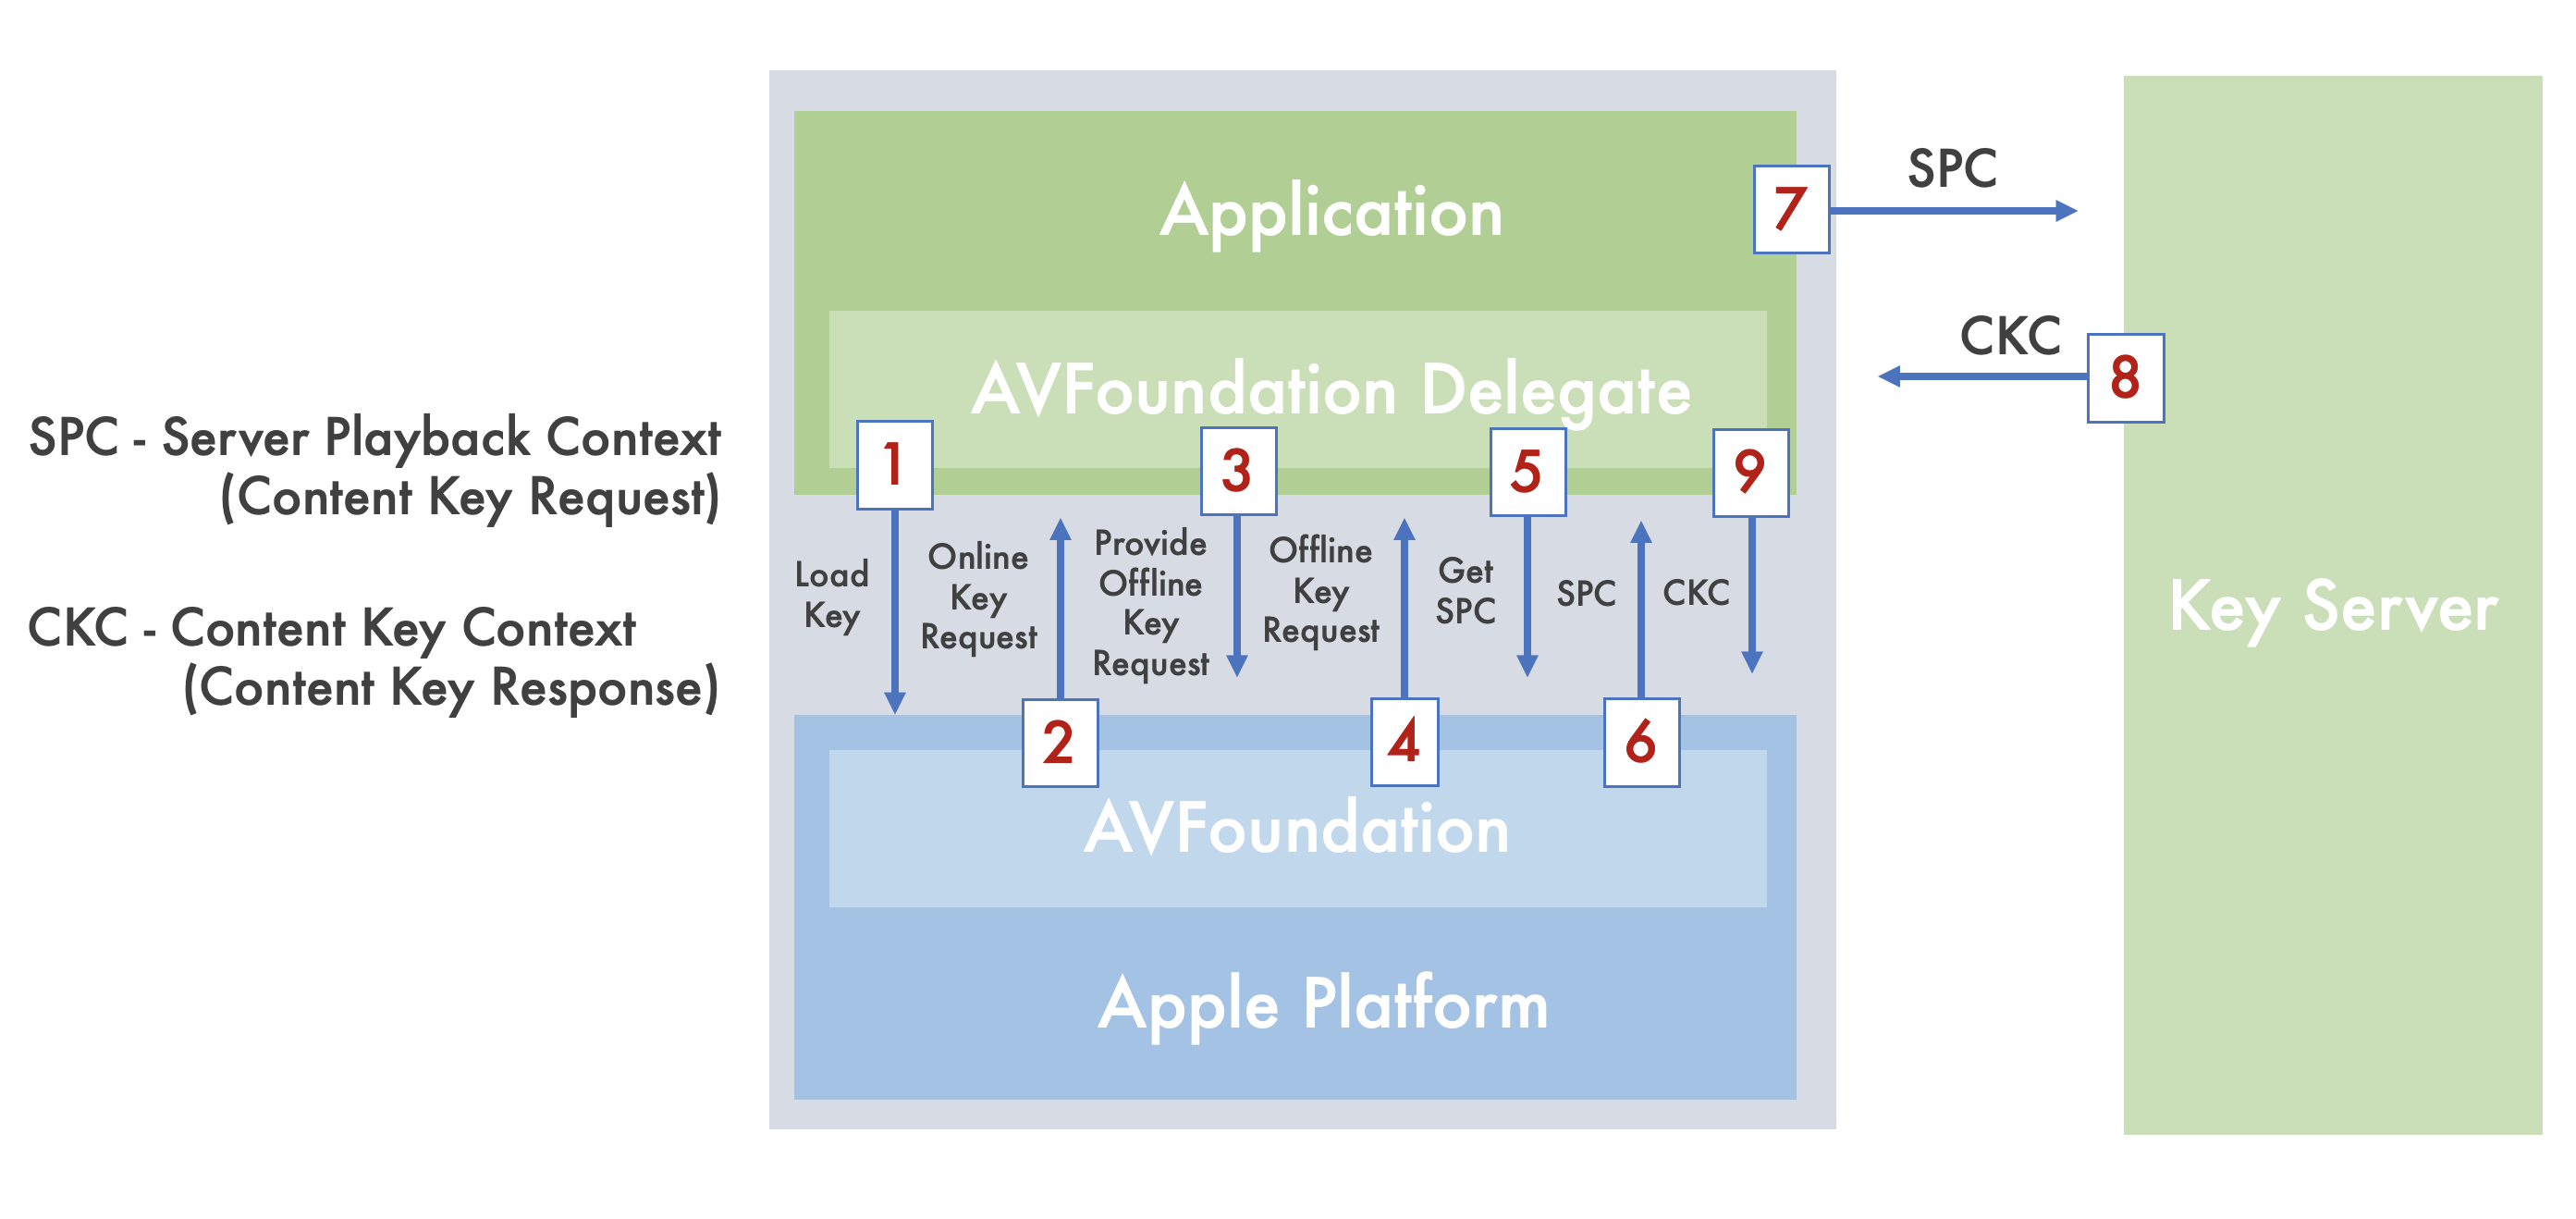 Application
7
SPC
AVFoundation Delegate
CKC
8
SPC - Server Playback Context
(Content Key Request)
CKC - Content Key Context
(Content Key Response)
1
3
5
9
Load
Key
Online
Key
Request
Provide
Offline
Key
Request
Offline
Key
Request
Get
SPC
SPC
CKC
2
4
6
AVFoundation
Apple Platform
Key Server